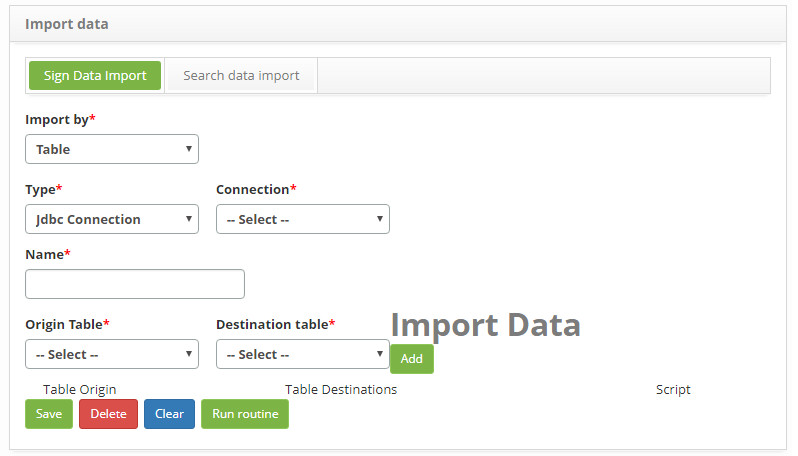 Import data
Sign Data Import Search data import
Import by*
Table
Type* Connection*
Jdbc Connection -- Select --
Name*
Origin Table* Destination table* Import Data
-- Select -- -- Select -- Add
Table Origin Table Destinations Script
Save Delete Clear Run routine